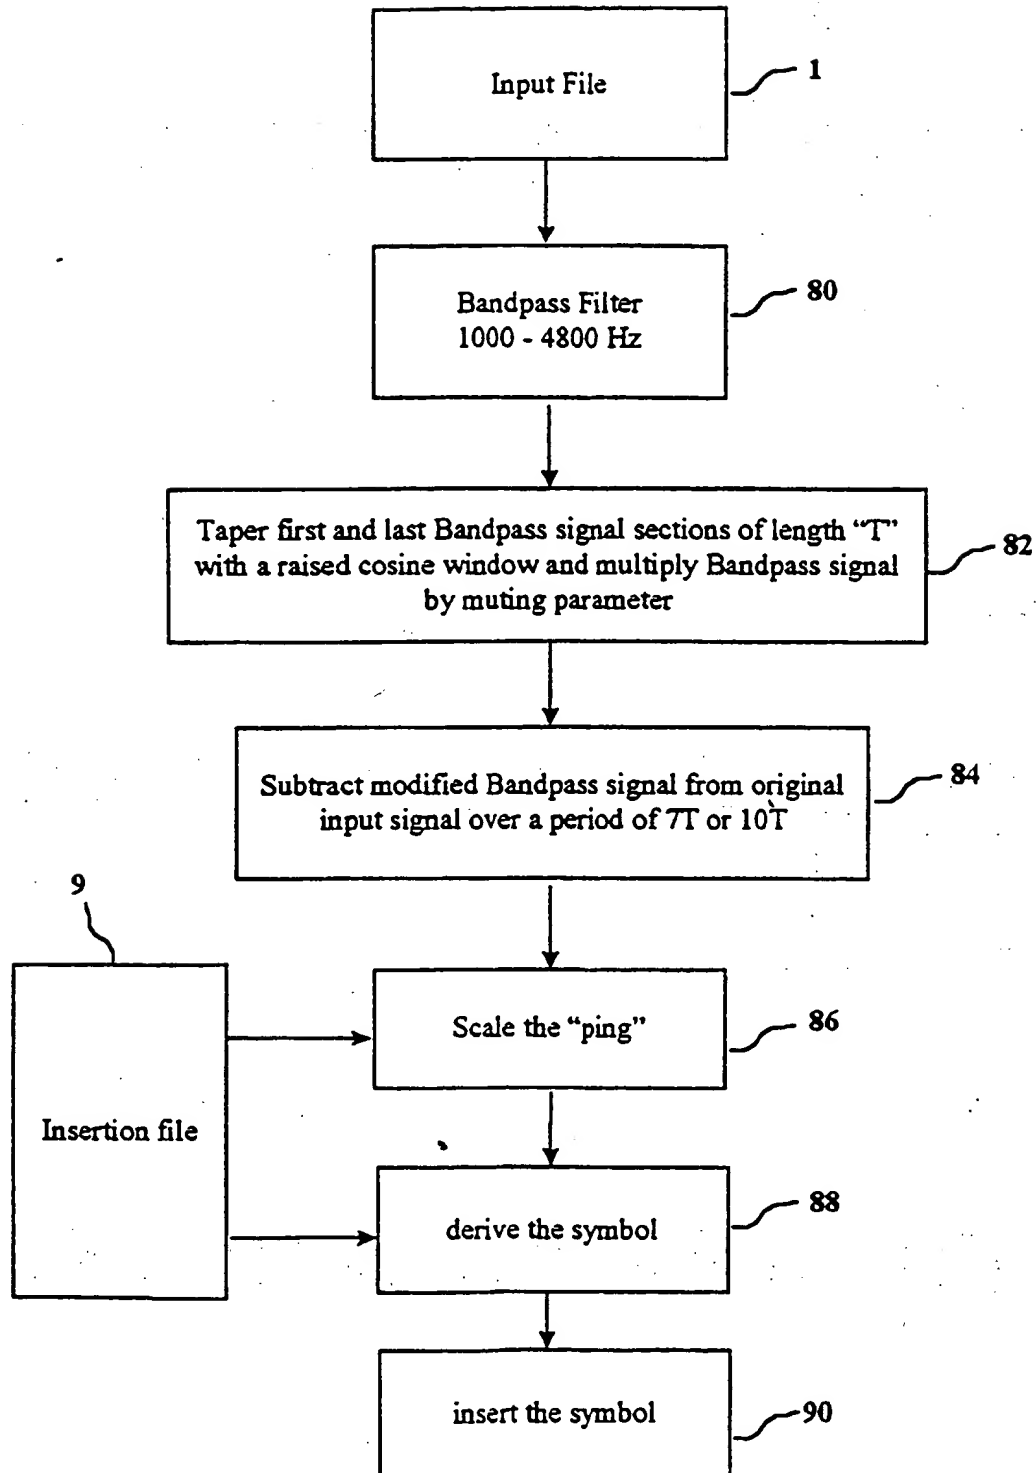 Input File
1
Bandpass Filter
1000 - 4800 Hz
80
Taper first and last Bandpass signal sections of length “T”
with a raised cosine window and multiply Bandpass signal
by muting parameter
82
Subtract modified Bandpass signal from original
input signal over a period of 7T or 10T
84
9
Insertion file
Scale the “ping”
86
derive the symbol
88
insert the symbol
90